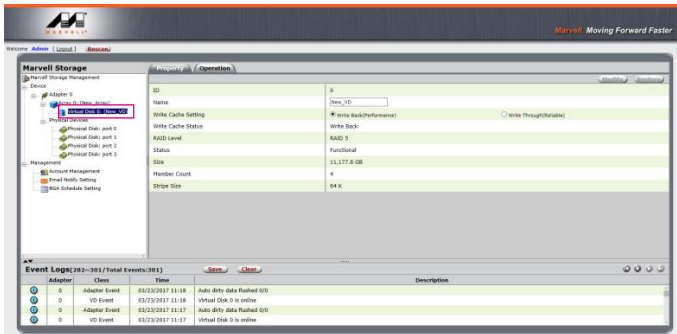 MARVELL
Marvell. Moving Forward Faster
Welcome Admin [ Logout ] Rescan
Marvell Storage
Property Operation
Marvell Storage Management
Device
Adapter 0
Array 0: (New_Array)
Virtual Disk 0: (New_VD)
Physical Devices
Physical Disk: port 0
Physical Disk: port 1
Physical Disk: port 2
Physical Disk: port 3
Management
Account Management
Email Notify Setting
BGA Schedule Setting
ID 0
Name New_VD
Write Cache Setting Write Back(Performance) Write Through(Reliable)
Write Cache Status Write Back
RAID Level RAID 5
Status Functional
Size 11,177.8 GB
Member Count 4
Stripe Size 64 K
Event Logs(282~301/Total Events:301) Save Clear
Adapter Class Time Description
0 Adapter Event 03/23/2017 11:18 Auto dirty data flushed 0/0
0 VD Event 03/23/2017 11:18 Virtual Disk 0 is online
0 Adapter Event 03/23/2017 11:17 Auto dirty data flushed 0/0
0 VD Event 03/23/2017 11:17 Virtual Disk 0 is online